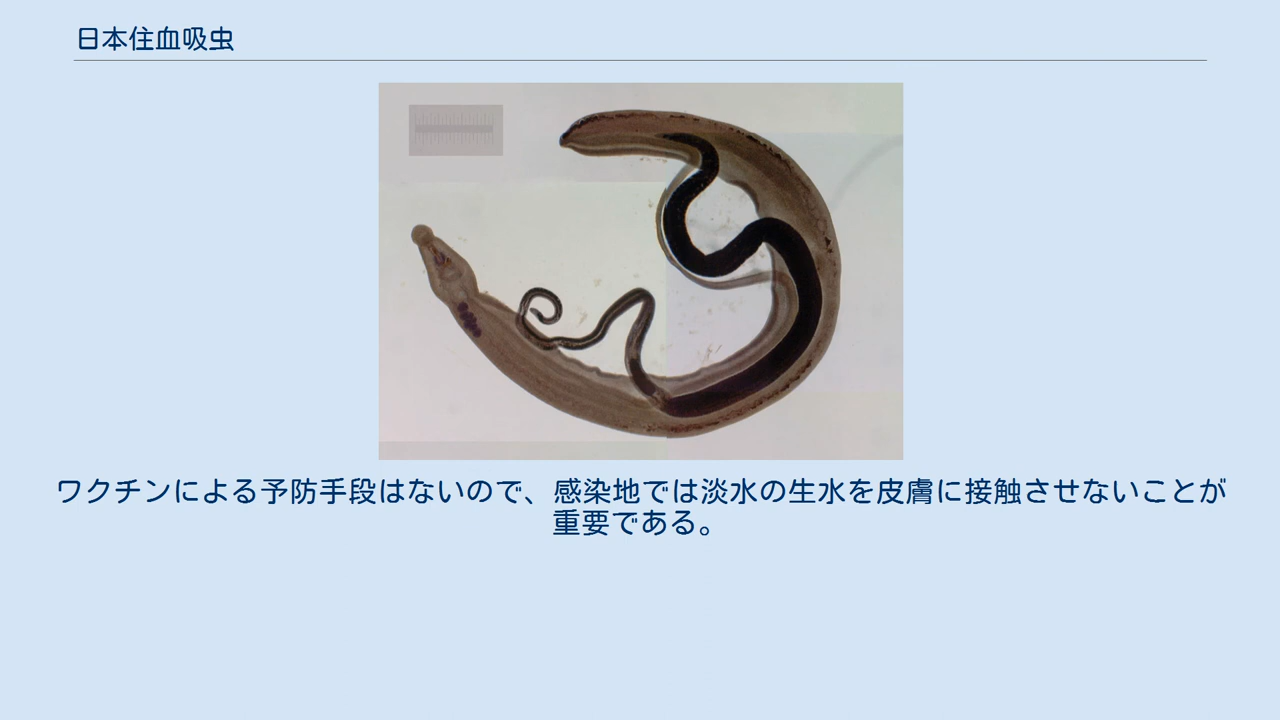 日本住血吸虫
ワクチンによる予防手段はないので、感染地では淡水の生水を皮膚に接触させないことが
重要である。